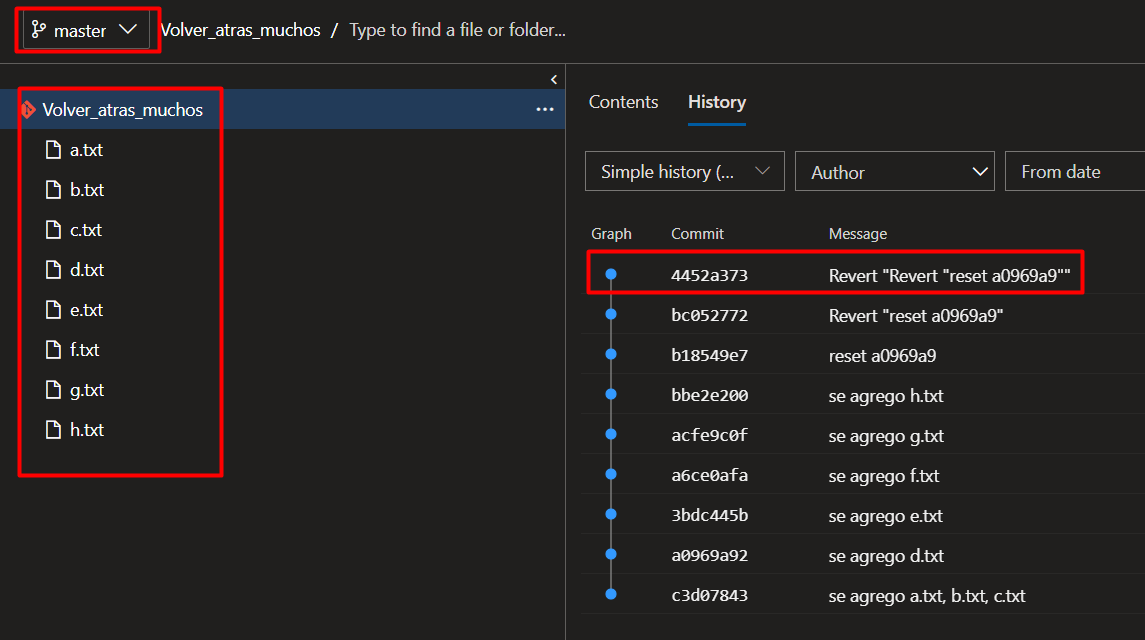 master
Volver_atras_muchos / Type to find a file or folder...
Volver_atras_muchos
a.txt
b.txt
c.txt
d.txt
e.txt
f.txt
g.txt
h.txt
Contents History
Simple history (... Author From date
Graph Commit Message
4452a373 Revert "Revert "reset a0969a9""
bc052772 Revert "reset a0969a9"
b18549e7 reset a0969a9
bbe2e200 se agrego h.txt
acfe9c0f se agrego g.txt
a6ce0afa se agrego f.txt
3bdc445b se agrego e.txt
a0969a92 se agrego d.txt
c3d07843 se agrego a.txt, b.txt, c.txt